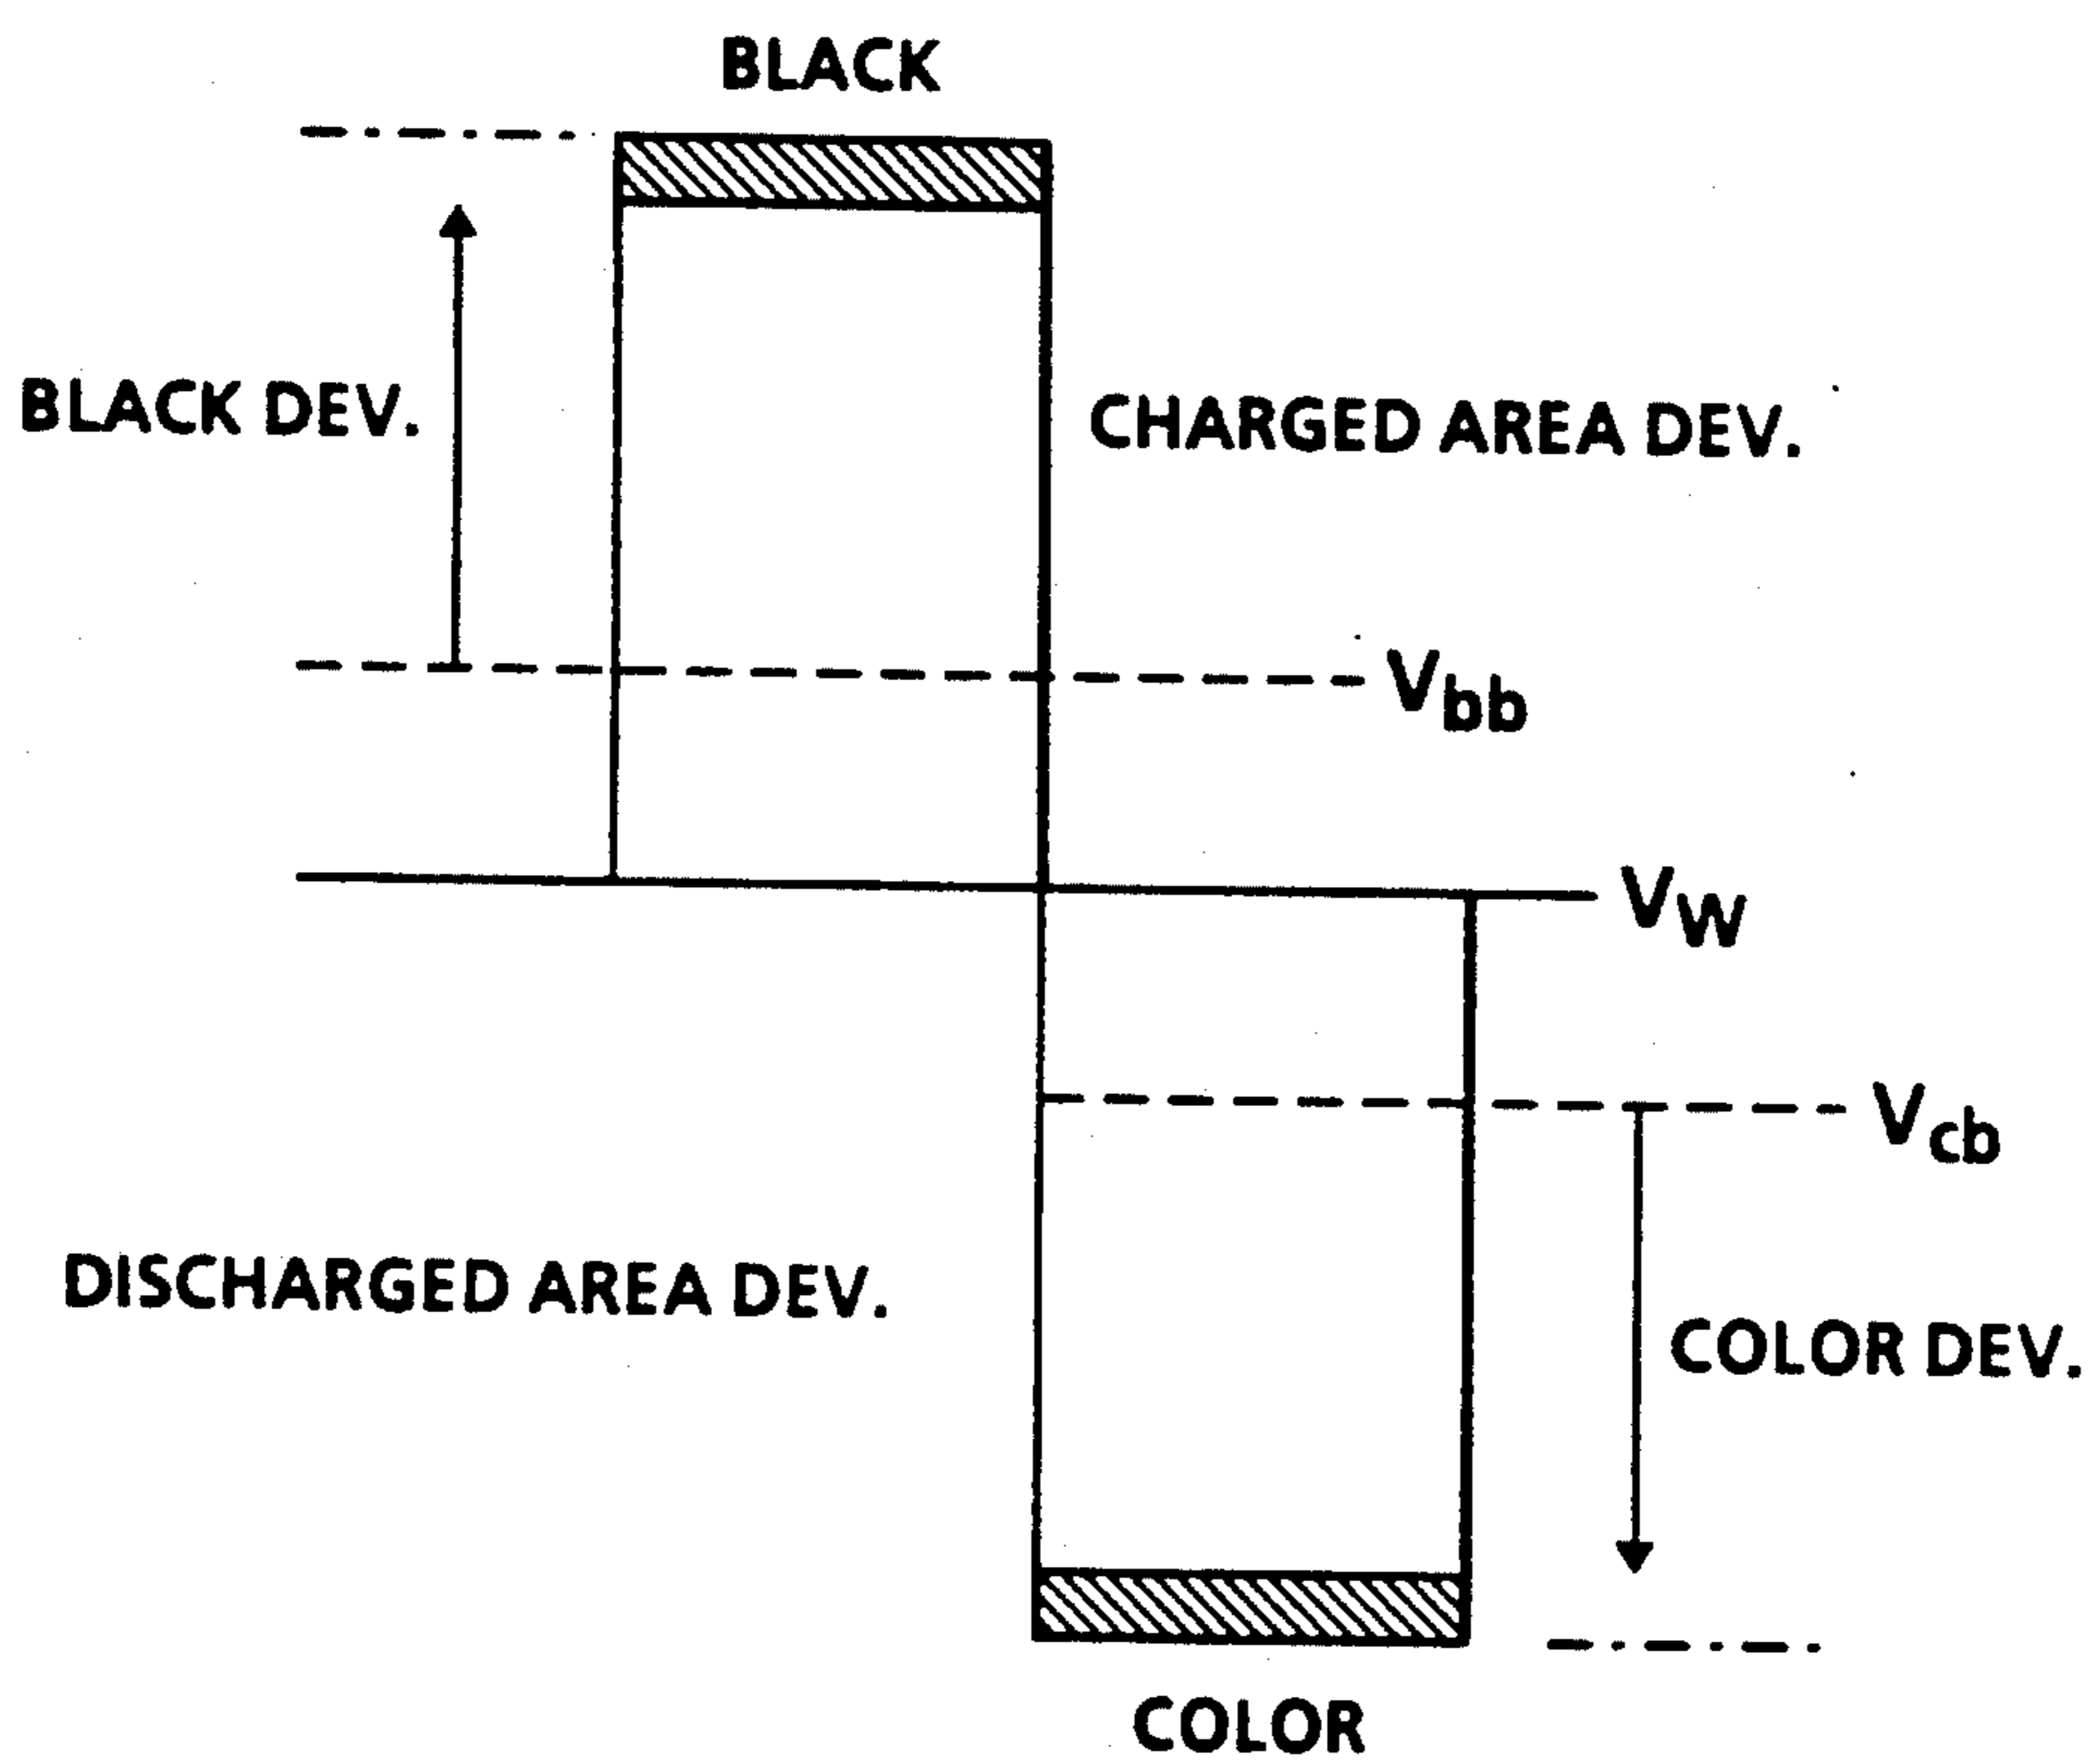 BLACK
BLACK DEV.
CHARGED AREA DEV.
Vbb
VW
Vcb
DISCHARGED AREA DEV.
COLOR DEV.
COLOR